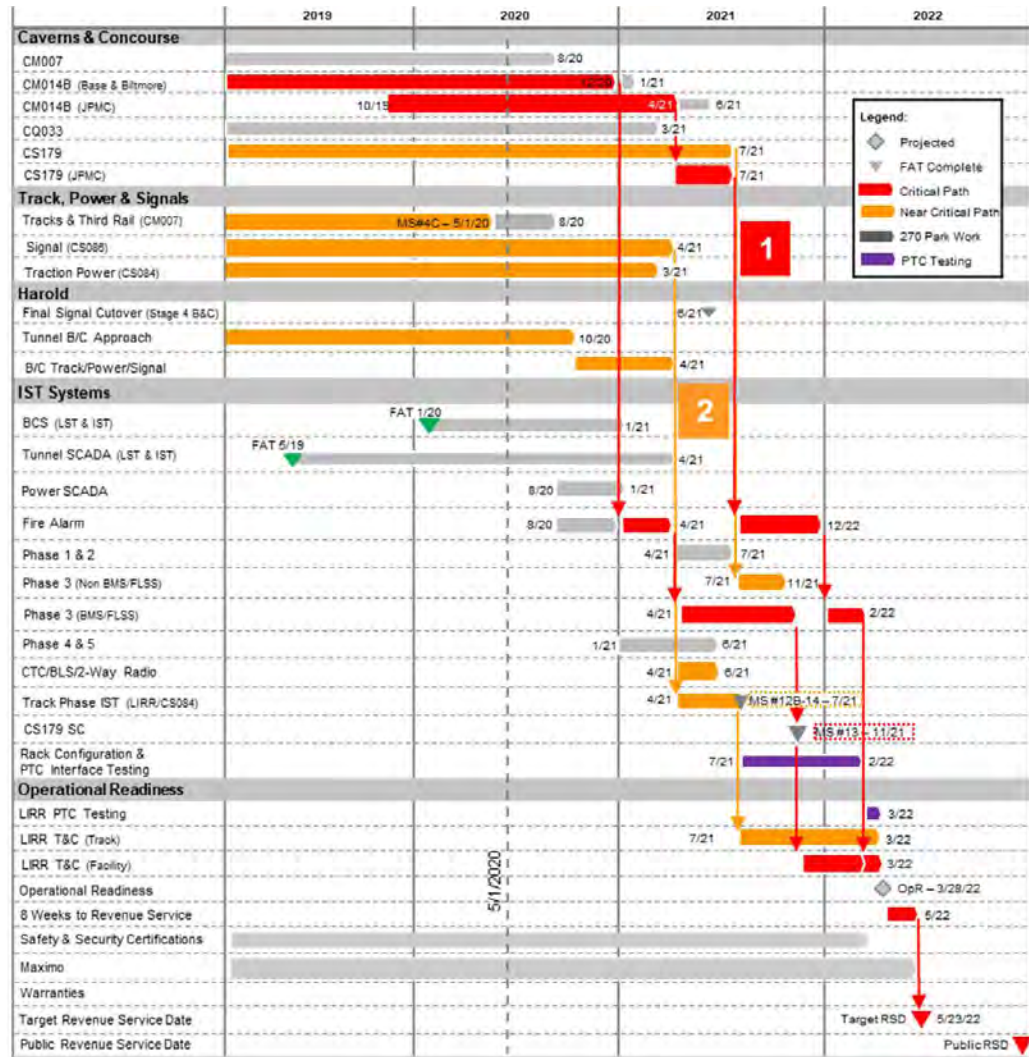 2019 2020 2021 2022
Caverns & Concourse
CM007 8/20
CM014B (Base & Biltmore) 12/20 1/21
CM014B (JPMC) 10/19 4/21 6/21
CQ033 3/21
CS179 7/21
CS179 (JPMC) 7/21
Legend:
Projected
FAT Complete
Critical Path
Near Critical Path
270 Park Work
PTC Testing
Track, Power & Signals
Tracks & Third Rail (CM007) MS#4C – 5/1/20 8/20
Signal (CS086) 4/21
1
Traction Power (CS084) 3/21
Harold
Final Signal Cutover (Stage 4 B&C) 6/21
Tunnel B/C Approach 10/20
B/C Track/Power/Signal 4/21
IST Systems
2
BCS (LST & IST) FAT 1/20 1/21
Tunnel SCADA (LST & IST) FAT 5/19 4/21
Power SCADA 8/20 1/21
Fire Alarm 8/20 4/21 12/22
Phase 1 & 2 4/21 7/21
Phase 3 (Non BMS/FLSS) 7/21 11/21
Phase 3 (BMS/FLSS) 4/21 2/22
Phase 4 & 5 1/21 6/21
CTC/BLS/2-Way Radio 4/21 6/21
Track Phase IST (LIRR/CS084) 4/21 MS #12B-14 – 7/21
CS179 SC MS #13 – 11/21
Rack Configuration &
PTC Interface Testing 7/21 2/22
Operational Readiness
LIRR PTC Testing 3/22
LIRR T&C (Track) 7/21 3/22
LIRR T&C (Facility) 3/22
5/1/2020
Operational Readiness OpR – 3/28/22
8 Weeks to Revenue Service 5/22
Safety & Security Certifications
Maximo
Warranties
Target Revenue Service Date Target RSD 5/23/22
Public Revenue Service Date Public RSD